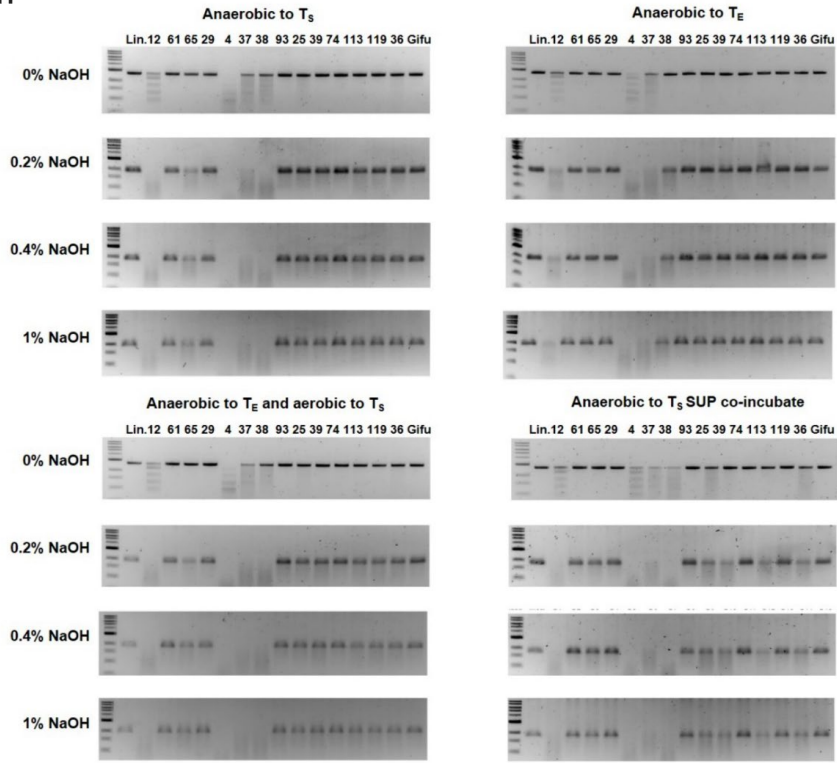 Anaerobic to TS
Lin. 12 61 65 29 4 37 38 93 25 39 74 113 119 36 Gifu
0% NaOH
0.2% NaOH
0.4% NaOH
1% NaOH
Anaerobic to TE
Lin. 12 61 65 29 4 37 38 93 25 39 74 113 119 36 Gifu
Anaerobic to TE and aerobic to TS
Lin. 12 61 65 29 4 37 38 93 25 39 74 113 119 36 Gifu
0% NaOH
0.2% NaOH
0.4% NaOH
1% NaOH
Anaerobic to TS SUP co-incubate
Lin. 12 61 65 29 4 37 38 93 25 39 74 113 119 36 Gifu